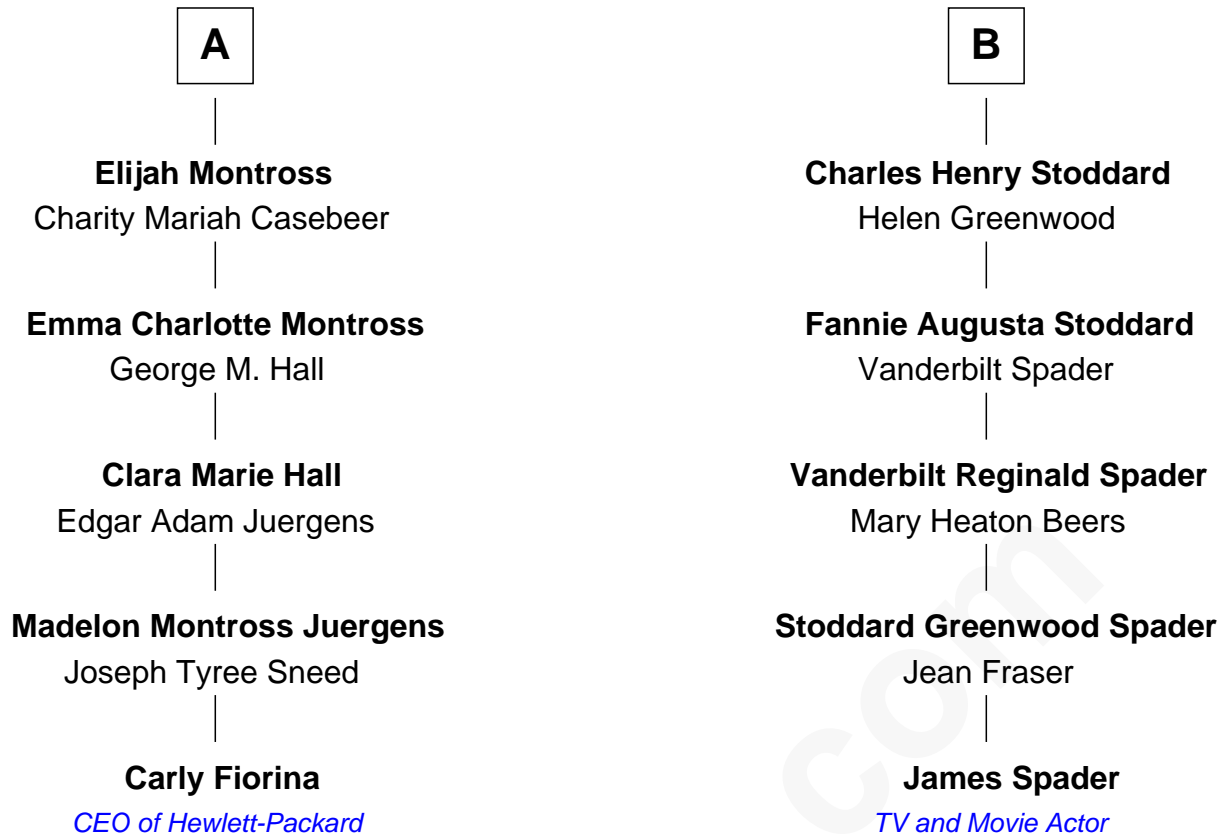 A
Elijah Montross
Charity Mariah Casebeer
Emma Charlotte Montross
George M. Hall
Clara Marie Hall
Edgar Adam Juergens
Madelon Montross Juergens
Joseph Tyree Sneed
Carly Fiorina
CEO of Hewlett-Packard
B
Charles Henry Stoddard
Helen Greenwood
Fannie Augusta Stoddard
Vanderbilt Spader
Vanderbilt Reginald Spader
Mary Heaton Beers
Stoddard Greenwood Spader
Jean Fraser
James Spader
TV and Movie Actor
com